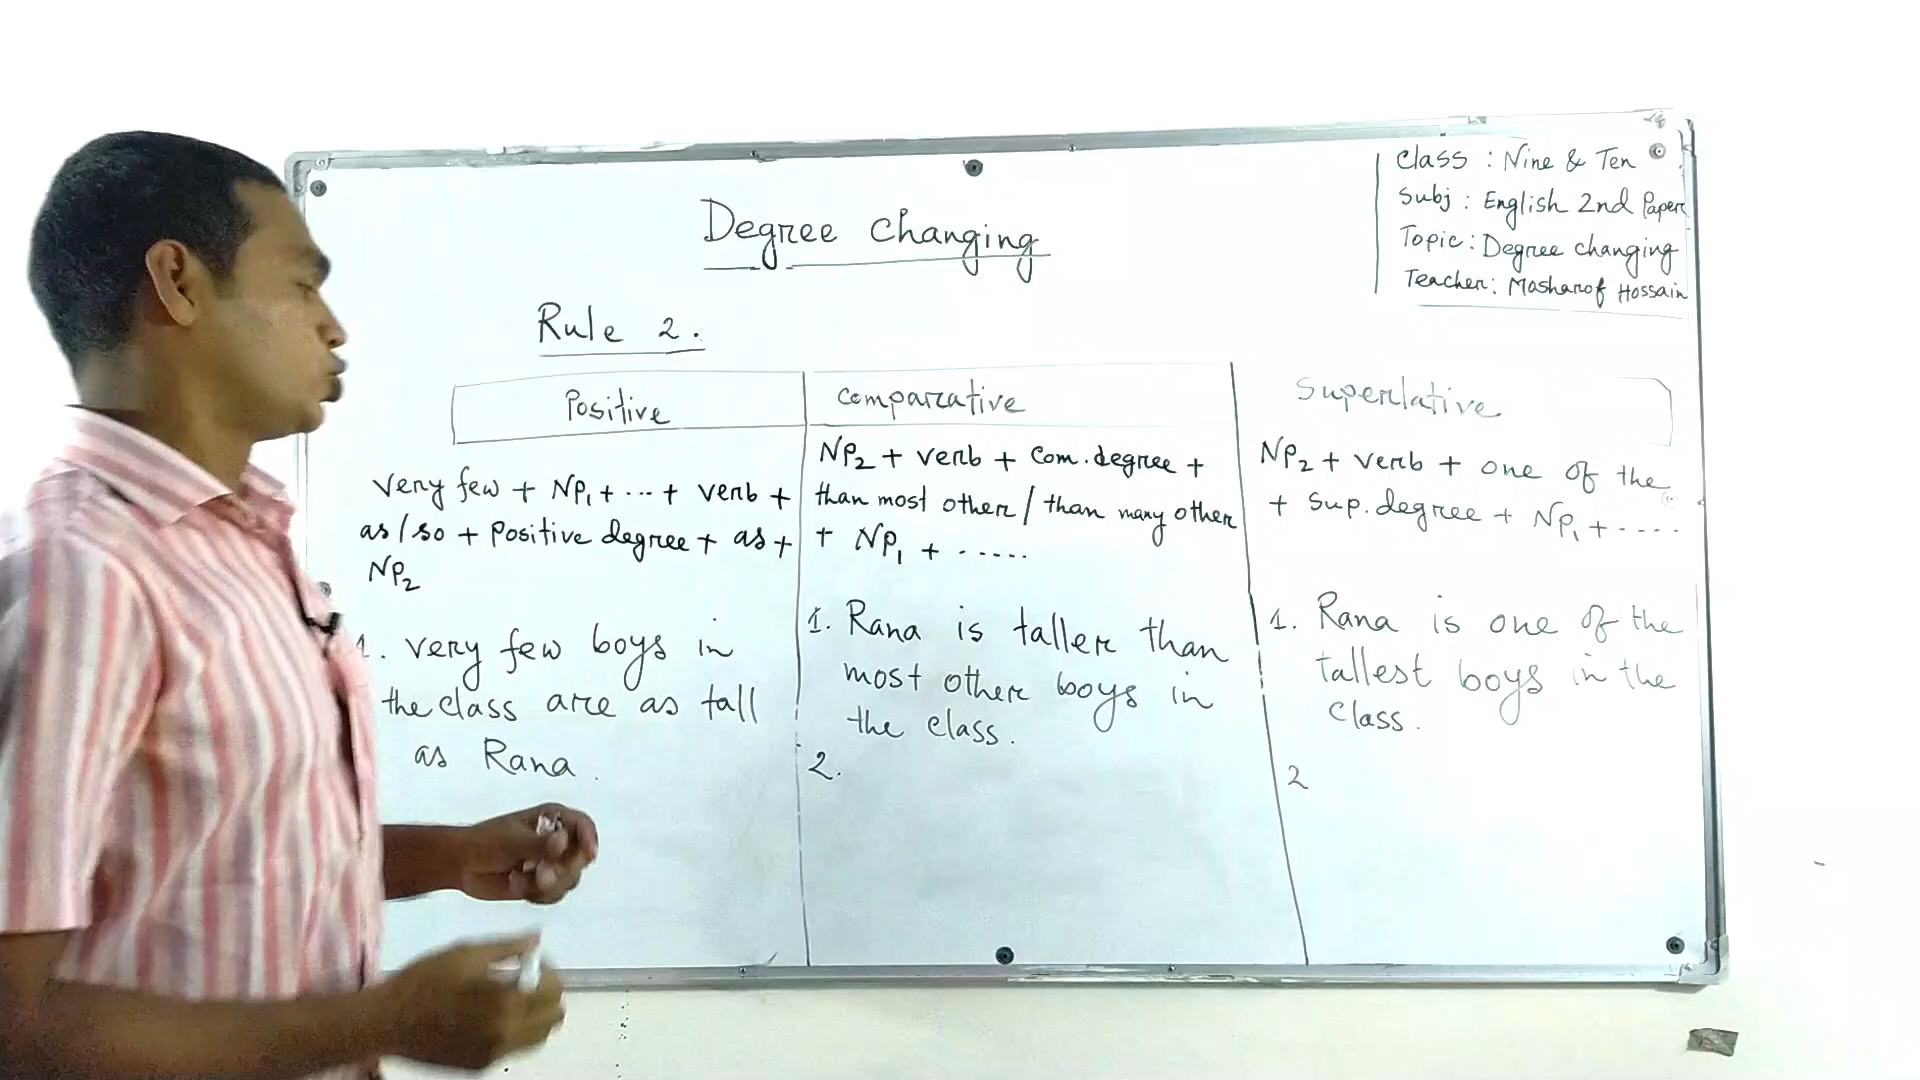 Class : Nine & Ten
Subj : English 2nd Paper
Topic : Degree changing
Teacher : Mosharof Hossain
Degree changing
Rule 2.
Positive
very few + NP1 + ... + verb +
as/so + positive degree + as +
NP2
1. very few boys in
the class are as tall
as Rana.
comparative
NP2 + verb + com. degree +
than most other / than many other
+ NP1 + ......
1. Rana is taller than
most other boys in
the class.
2.
Superlative
NP2 + verb + one of the
+ sup. degree + NP1 + ....
1. Rana is one of the
tallest boys in the
class.
2